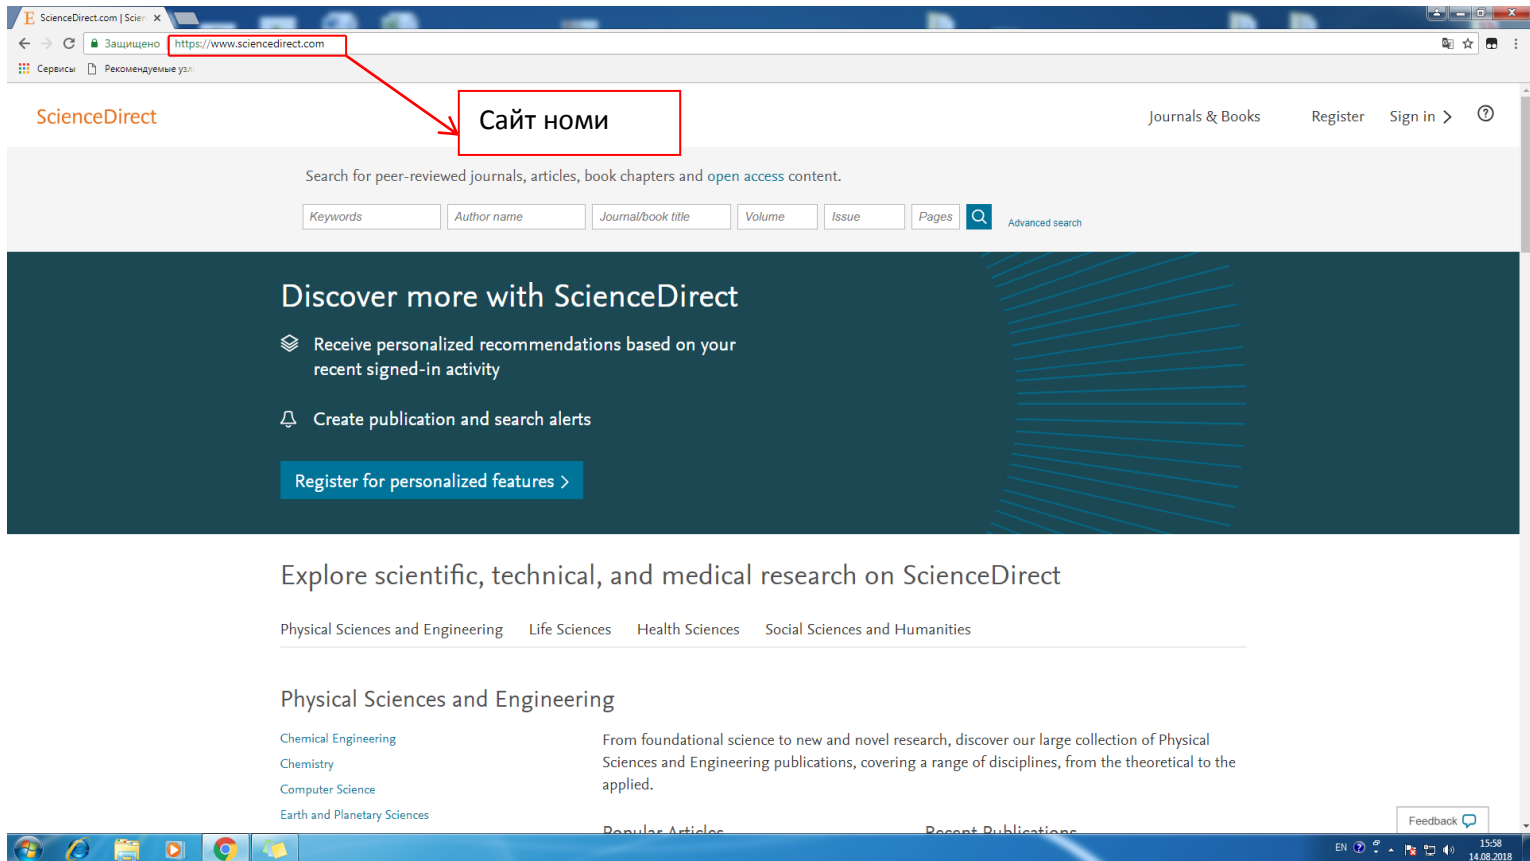 ScienceDirect.com | Scien
Защищено https://www.sciencedirect.com
Сервисы Рекомендуемые узл
Сайт номи
ScienceDirect Journals & Books Register Sign in
Search for peer-reviewed journals, articles, book chapters and open access content.
Keywords Author name Journal/book title Volume Issue Pages Advanced search
Discover more with ScienceDirect
Receive personalized recommendations based on your
recent signed-in activity
Create publication and search alerts
Register for personalized features
Explore scientific, technical, and medical research on ScienceDirect
Physical Sciences and Engineering Life Sciences Health Sciences Social Sciences and Humanities
Physical Sciences and Engineering
Chemical Engineering
Chemistry
Computer Science
Earth and Planetary Sciences
From foundational science to new and novel research, discover our large collection of Physical
Sciences and Engineering publications, covering a range of disciplines, from the theoretical to the
applied.
Popular Articles Recent Publications
Feedback
EN 15:58
14.08.2018